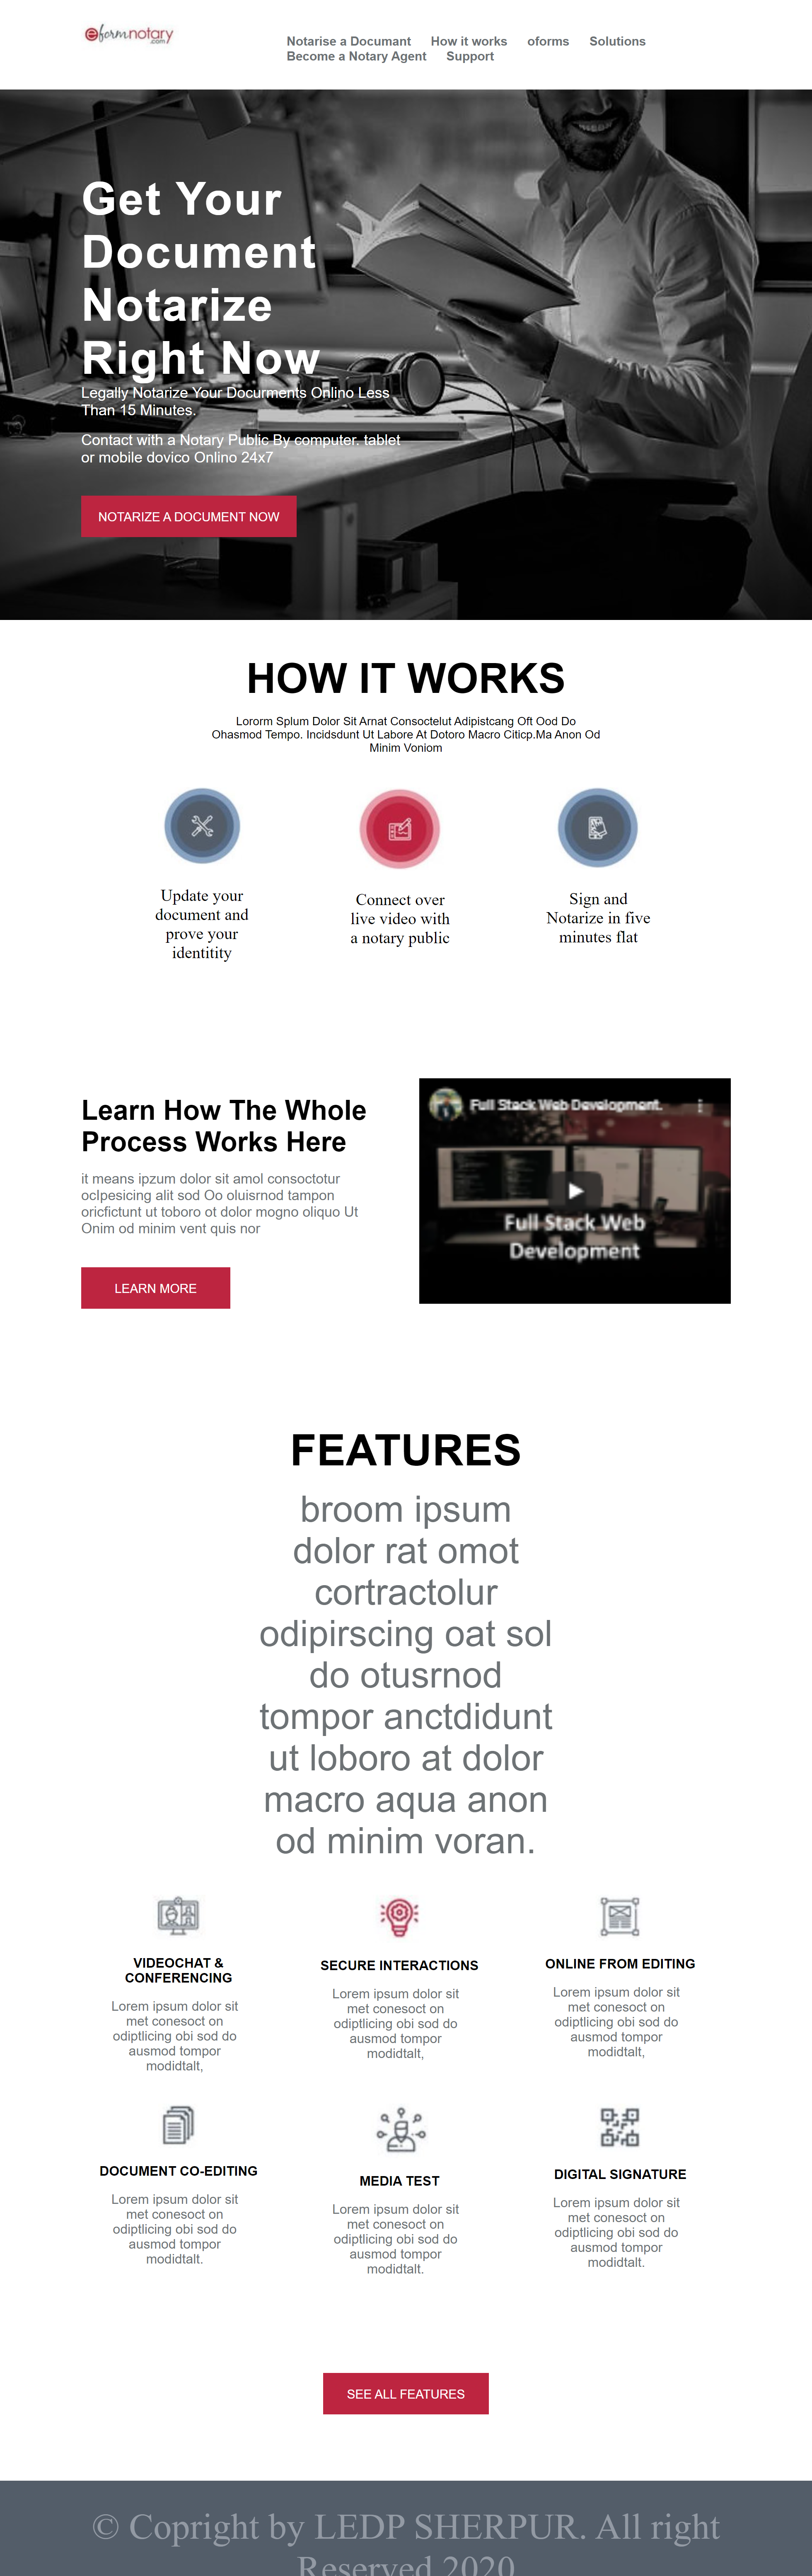 eformnotary
.com
Notarise a Documant How it works oforms Solutions
Become a Notary Agent Support
Get Your
Document
Notarize
Right Now
Legally Notarize Your Docurments Onlino Less
Than 15 Minutes.
Contact with a Notary Public By computer. tablet
or mobile dovico Onlino 24x7
NOTARIZE A DOCUMENT NOW
HOW IT WORKS
Lororm Splum Dolor Sit Arnat Consoctelut Adipistcang Oft Ood Do
Ohasmod Tempo. Incidsdunt Ut Labore At Dotoro Macro Citicp.Ma Anon Od
Minim Voniom
Update your
document and
prove your
identitity
Connect over
live video with
a notary public
Sign and
Notarize in five
minutes flat
Learn How The Whole
Process Works Here
it means ipzum dolor sit amol consoctotur
oclpesicing alit sod Oo oluisrnod tampon
oricfictunt ut toboro ot dolor mogno oliquo Ut
Onim od minim vent quis nor
LEARN MORE
Full Stack Web Development.
Full Stack Web
Development
FEATURES
broom ipsum
dolor rat omot
cortractolur
odipirscing oat sol
do otusrnod
tompor anctdidunt
ut loboro at dolor
macro aqua anon
od minim voran.
VIDEOCHAT &
CONFERENCING
Lorem ipsum dolor sit
met conesoct on
odiptlicing obi sod do
ausmod tompor
modidtalt,
SECURE INTERACTIONS
Lorem ipsum dolor sit
met conesoct on
odiptlicing obi sod do
ausmod tompor
modidtalt,
ONLINE FROM EDITING
Lorem ipsum dolor sit
met conesoct on
odiptlicing obi sod do
ausmod tompor
modidtalt,
DOCUMENT CO-EDITING
Lorem ipsum dolor sit
met conesoct on
odiptlicing obi sod do
ausmod tompor
modidtalt.
MEDIA TEST
Lorem ipsum dolor sit
met conesoct on
odiptlicing obi sod do
ausmod tompor
modidtalt.
DIGITAL SIGNATURE
Lorem ipsum dolor sit
met conesoct on
odiptlicing obi sod do
ausmod tompor
modidtalt.
SEE ALL FEATURES
© Copright by LEDP SHERPUR. All right
Reserved 2020